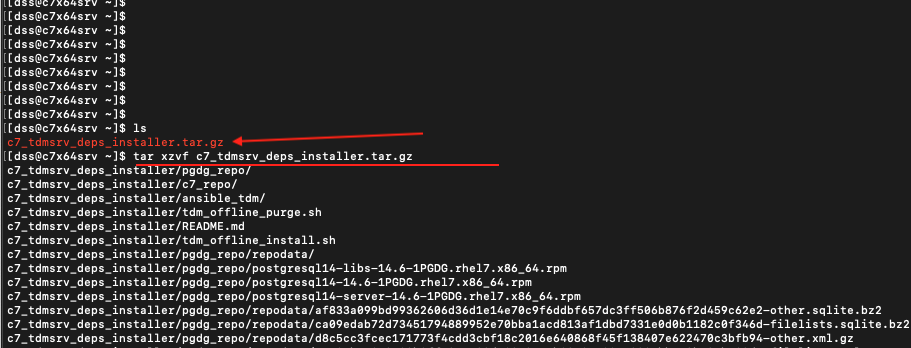 [[dss@c7x64srv ~]$
[[dss@c7x64srv ~]$
[[dss@c7x64srv ~]$
[[dss@c7x64srv ~]$
[[dss@c7x64srv ~]$
[[dss@c7x64srv ~]$
[[dss@c7x64srv ~]$
[[dss@c7x64srv ~]$
[[dss@c7x64srv ~]$
[[dss@c7x64srv ~]$ ls
c7_tdmsrv_deps_installer.tar.gz
[[dss@c7x64srv ~]$ tar xzvf c7_tdmsrv_deps_installer.tar.gz
c7_tdmsrv_deps_installer/pgdg_repo/
c7_tdmsrv_deps_installer/c7_repo/
c7_tdmsrv_deps_installer/ansible_tdm/
c7_tdmsrv_deps_installer/tdm_offline_purge.sh
c7_tdmsrv_deps_installer/README.md
c7_tdmsrv_deps_installer/tdm_offline_install.sh
c7_tdmsrv_deps_installer/pgdg_repo/repodata/
c7_tdmsrv_deps_installer/pgdg_repo/postgresql14-libs-14.6-1PGDG.rhel7.x86_64.rpm
c7_tdmsrv_deps_installer/pgdg_repo/postgresql14-14.6-1PGDG.rhel7.x86_64.rpm
c7_tdmsrv_deps_installer/pgdg_repo/postgresql14-server-14.6-1PGDG.rhel7.x86_64.rpm
c7_tdmsrv_deps_installer/pgdg_repo/repodata/af833a099bd99362606d36d1e14e70c9f6ddbf657dc3ff506b876f2d459c62e2-other.sqlite.bz2
c7_tdmsrv_deps_installer/pgdg_repo/repodata/ca09edab72d73451794889952e70bba1acd813af1dbd7331e0d0b1182c0f346d-filelists.sqlite.bz2
c7_tdmsrv_deps_installer/pgdg_repo/repodata/d8c5cc3fcec171773f4cdd3cbf18c2016e640868f45f138407e622470c3bfb94-other.xml.gz